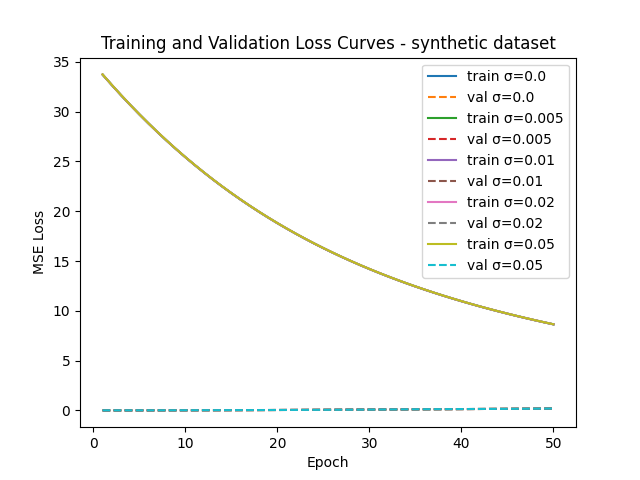 Training and Validation Loss Curves - synthetic dataset
35
30
25
20
15
10
5
0
MSE Loss
train σ=0.0
val σ=0.0
train σ=0.005
val σ=0.005
train σ=0.01
val σ=0.01
train σ=0.02
val σ=0.02
train σ=0.05
val σ=0.05
0 10 20 30 40 50
Epoch